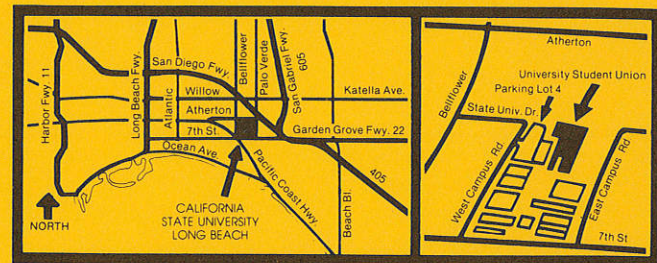 Harbor Fwy. 11
Long Beach Fwy.
San Diego Fwy.
Atlantic
Willow
Atherton
7th St.
Ocean Ave.
Bellflower
Palo Verde
San Gabriel Fwy.
605
Katella Ave.
Garden Grove Fwy. 22
405
Pacific Coast Hwy.
Beach Bl.
CALIFORNIA
STATE UNIVERSITY
LONG BEACH
NORTH
Atherton
Bellflower
University Student Union
Parking Lot 4
State Univ. Dr.
West Campus Rd.
East Campus Rd.
7th St